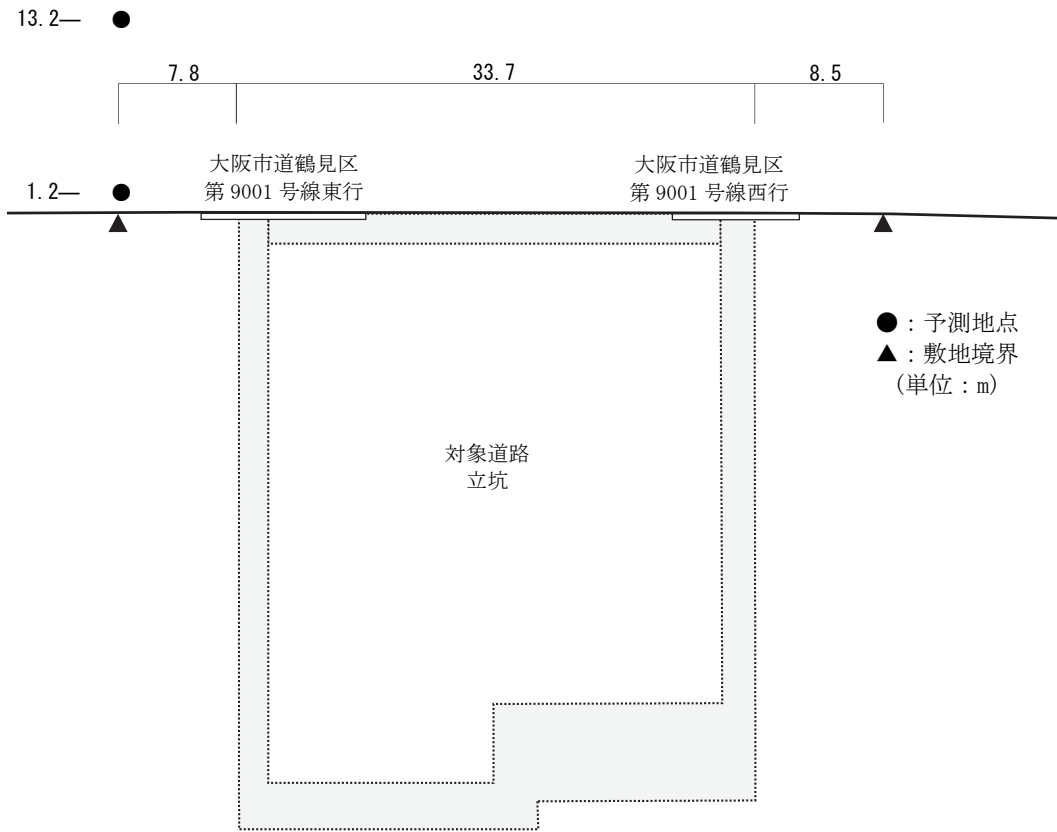 13.2― ●
7.8
33.7
8.5
大阪市道鶴見区
第 9001 号線東行
大阪市道鶴見区
第 9001 号線西行
1.2― ●
●：予測地点
▲：敷地境界
(単位：m)
対象道路
立坑